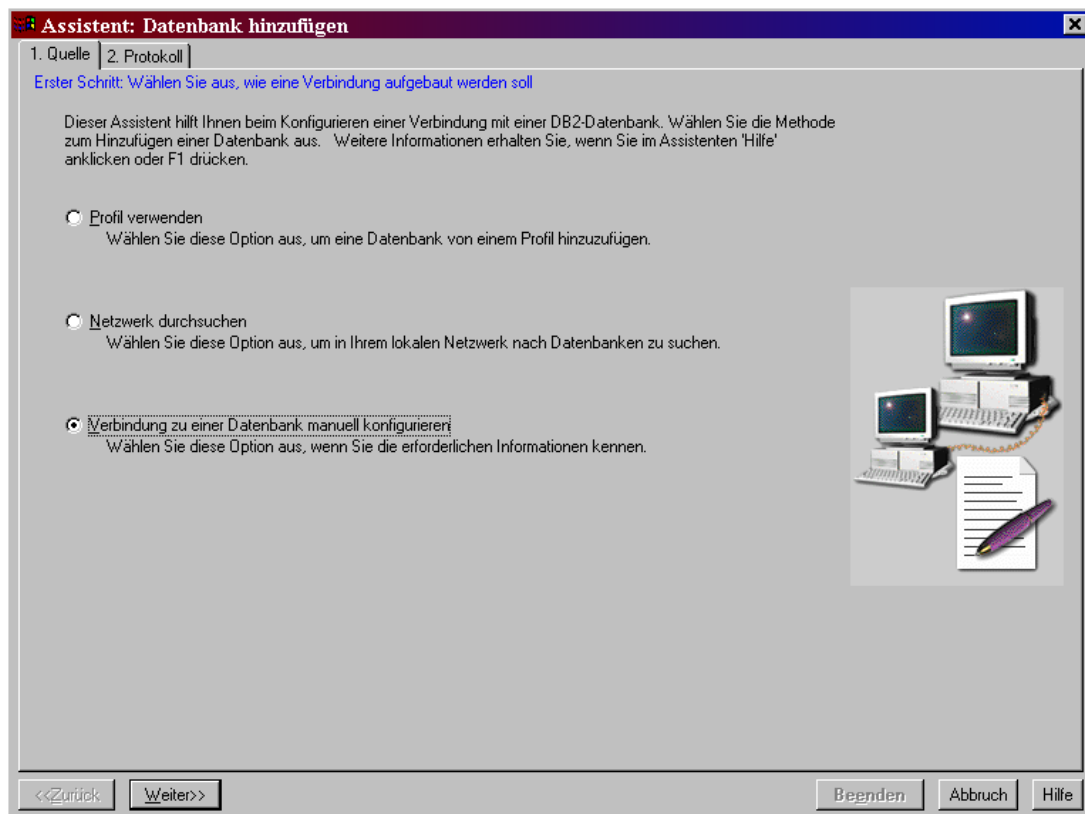 Assistent: Datenbank hinzufügen
1. Quelle
2. Protokoll
Erster Schritt: Wählen Sie aus, wie eine Verbindung aufgebaut werden soll
Dieser Assistent hilft Ihnen beim Konfigurieren einer Verbindung mit einer DB2-Datenbank. Wählen Sie die Methode
zum Hinzufügen einer Datenbank aus. Weitere Informationen erhalten Sie, wenn Sie im Assistenten 'Hilfe'
anklicken oder F1 drücken.
Profil verwenden
Wählen Sie diese Option aus, um eine Datenbank von einem Profil hinzuzufügen.
Netzwerk durchsuchen
Wählen Sie diese Option aus, um in Ihrem lokalen Netzwerk nach Datenbanken zu suchen.
Verbindung zu einer Datenbank manuell konfigurieren
Wählen Sie diese Option aus, wenn Sie die erforderlichen Informationen kennen.
<<Zurück
Weiter>>
Beenden
Abbruch
Hilfe